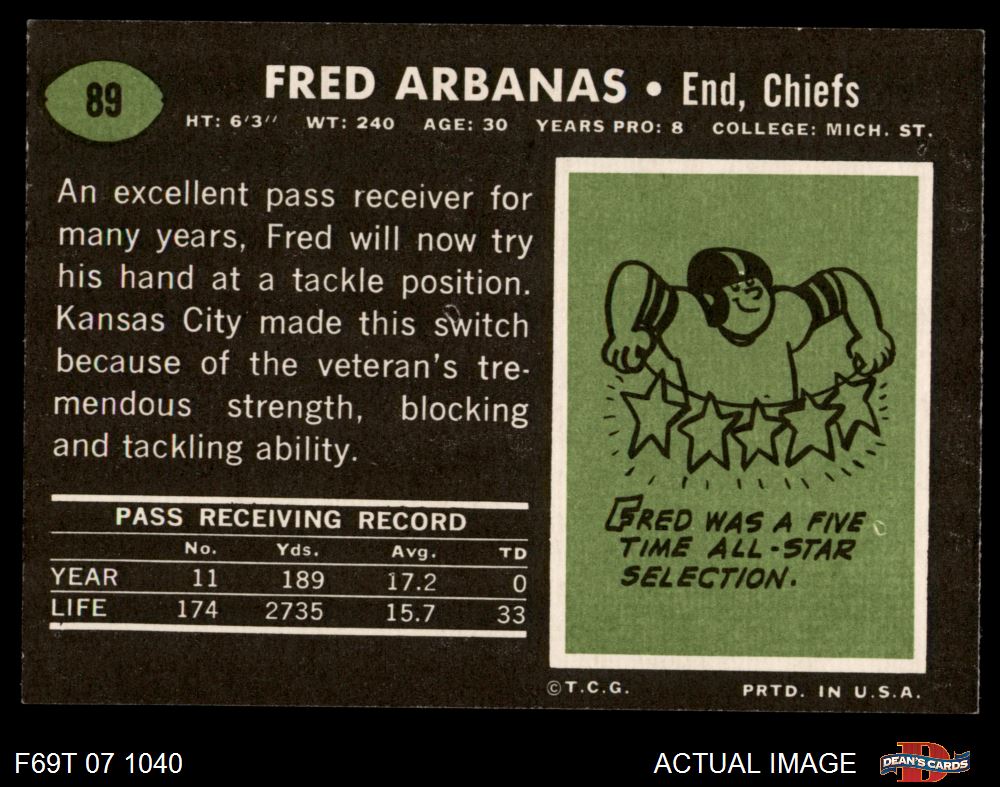 89
FRED ARBANAS • End, Chiefs
HT: 6'3" WT: 240 AGE: 30 YEARS PRO: 8 COLLEGE: MICH. ST.
An excellent pass receiver for
many years, Fred will now try
his hand at a tackle position.
Kansas City made this switch
because of the veteran's tre-
mendous strength, blocking
and tackling ability.
PASS RECEIVING RECORD
No. Yds. Avg. TD
YEAR 11 189 17.2 0
LIFE 174 2735 15.7 33
FRED WAS A FIVE
TIME ALL-STAR
SELECTION.
©T.C.G. PRTD. IN U.S.A.
F69T 07 1040 ACTUAL IMAGE DEAN'S CARDS